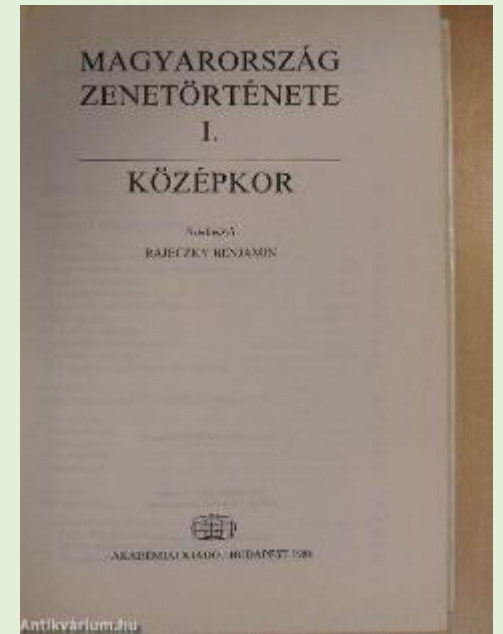 MAGYARORSZÁG
ZENETÖRTÉNETE
I.
KÖZÉPKOR
RAJECZKY BENJAMIN
AKADÉMIAI KIADÓ, BUDAPEST
Antikvárium.hu